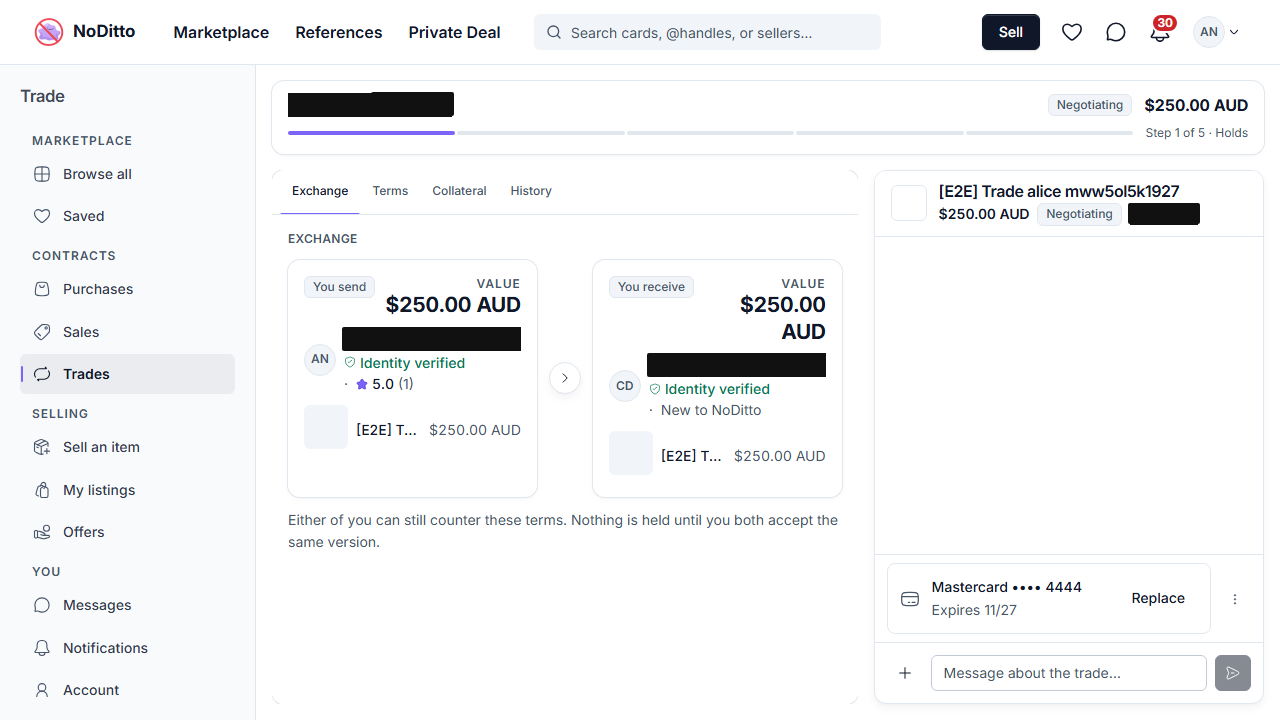 NoDitto
Marketplace
References
Private Deal
Search cards, @handles, or sellers...
Sell
30
AN
Trade
MARKETPLACE
Browse all
Saved
CONTRACTS
Purchases
Sales
Trades
SELLING
Sell an item
My listings
Offers
YOU
Messages
Notifications
Account
Negotiating
$250.00 AUD
Step 1 of 5 · Holds
Exchange
Terms
Collateral
History
EXCHANGE
You send
VALUE
$250.00 AUD
AN
Identity verified
· 5.0 (1)
[E2E] T... $250.00 AUD
You receive
VALUE
$250.00
AUD
CD
Identity verified
· New to NoDitto
[E2E] T... $250.00 AUD
Either of you can still counter these terms. Nothing is held until you both accept the
same version.
[E2E] Trade alice mww5ol5k1927
$250.00 AUD Negotiating
Mastercard •••• 4444
Expires 11/27
Replace
Message about the trade...